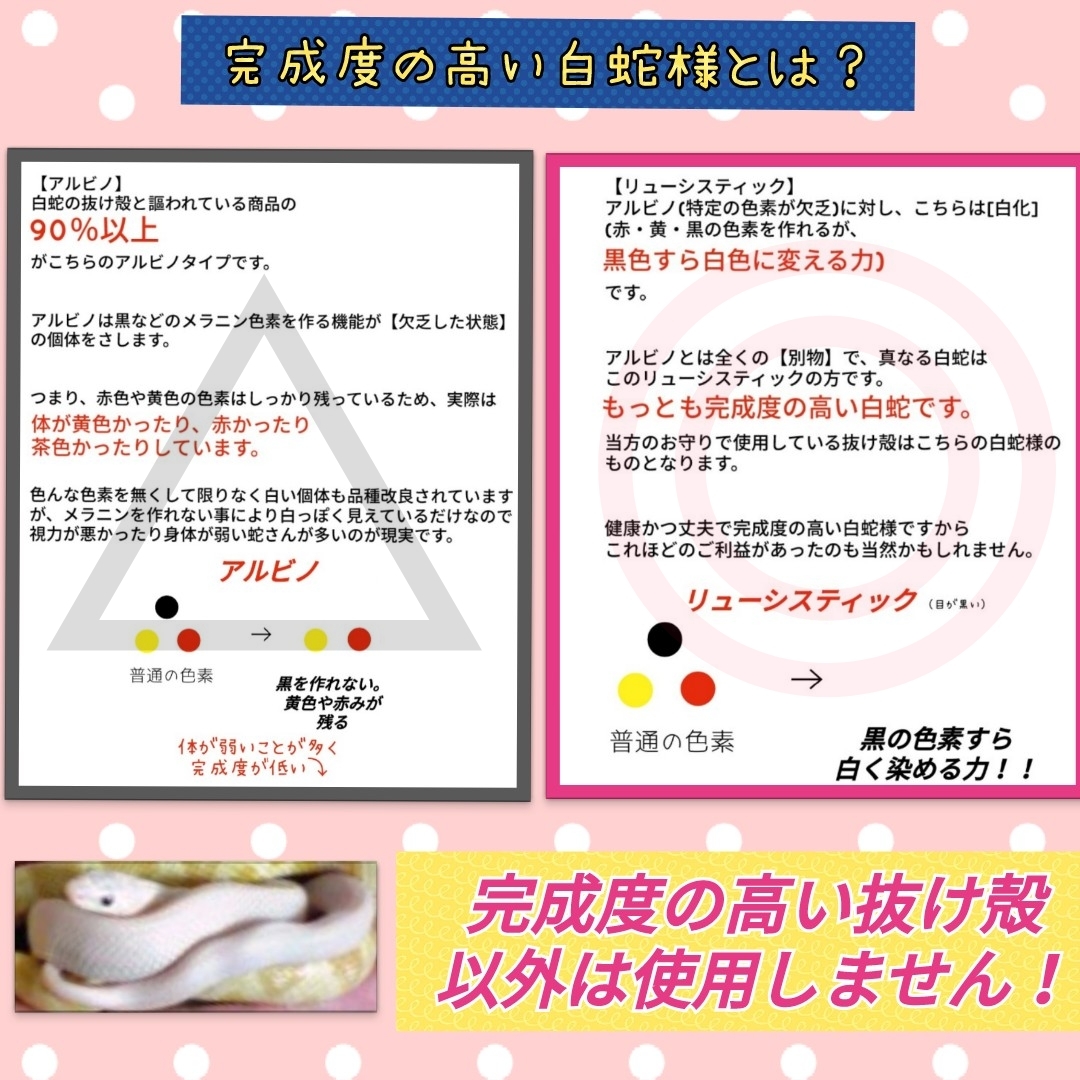 完成度の高い白蛇様とは？
【アルビノ】
白蛇の抜け殻と謳われている商品の
90％以上
がこちらのアルビノタイプです。
アルビノは黒などのメラニン色素を作る機能が【欠乏した状態】
の個体をさします。
つまり、赤色や黄色の色素はしっかり残っているため、実際は
体が黄色かったり、赤かったり
茶色かったりしています。
色んな色素を無くして限りなく白い個体も品種改良されています
が、メラニンを作れない事により白っぽく見えているだけなので
視力が悪かったり身体が弱い蛇さんが多いのが現実です。
アルビノ
→
普通の色素
黒を作れない。
黄色や赤みが
残る
体が弱いことが多く
完成度が低い
【リューシスティック】
アルビノ(特定の色素が欠乏)に対し、こちらは[白化]
(赤・黄・黒の色素を作れるが、
黒色すら白色に変える力)
です。
アルビノとは全くの【別物】で、真なる白蛇は
このリューシスティックの方です。
もっとも完成度の高い白蛇です。
当方のお守りで使用している抜け殻はこちらの白蛇様の
ものとなります。
健康かつ丈夫で完成度の高い白蛇様ですから
これほどのご利益があったのも当然かもしれません。
リューシスティック（目が黒い）
→
普通の色素
黒の色素すら
白く染める力！！
完成度の高い抜け殻
以外は使用しません！